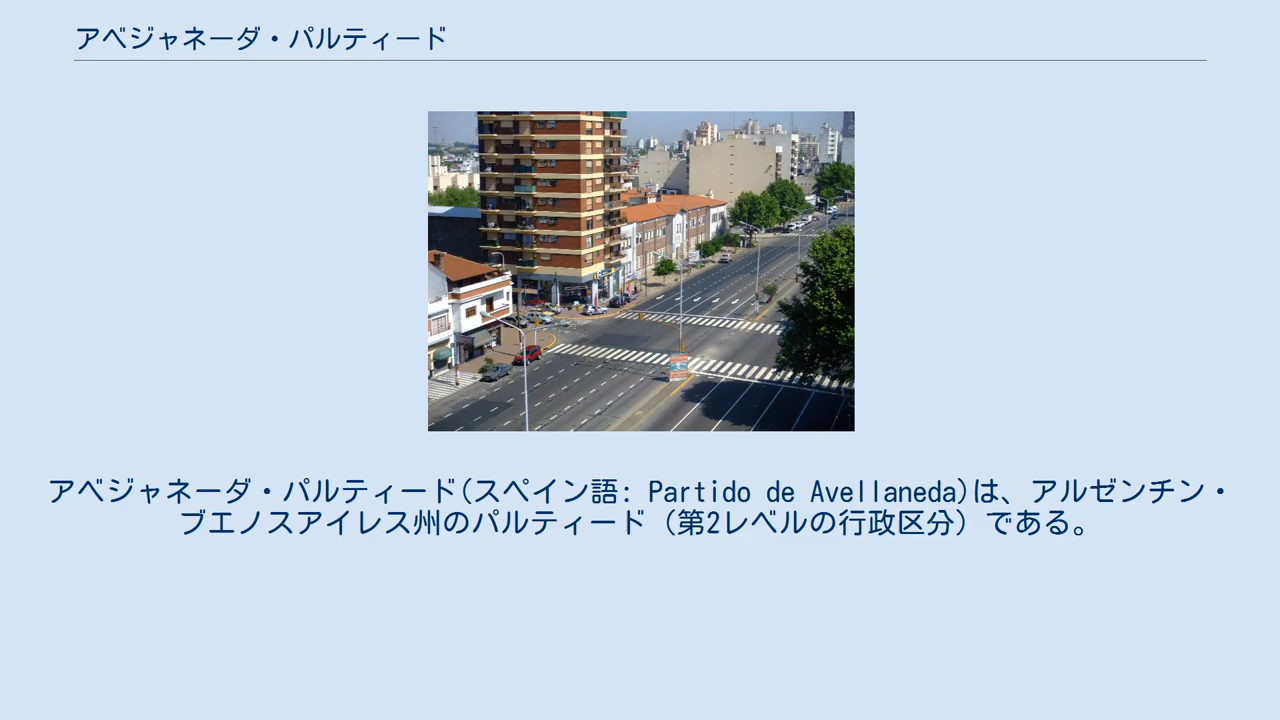 アベジャネーダ・パルティード
アベジャネーダ・パルティード(スペイン語: Partido de Avellaneda)は、アルゼンチン・
ブエノスアイレス州のパルティード（第2レベルの行政区分）である。